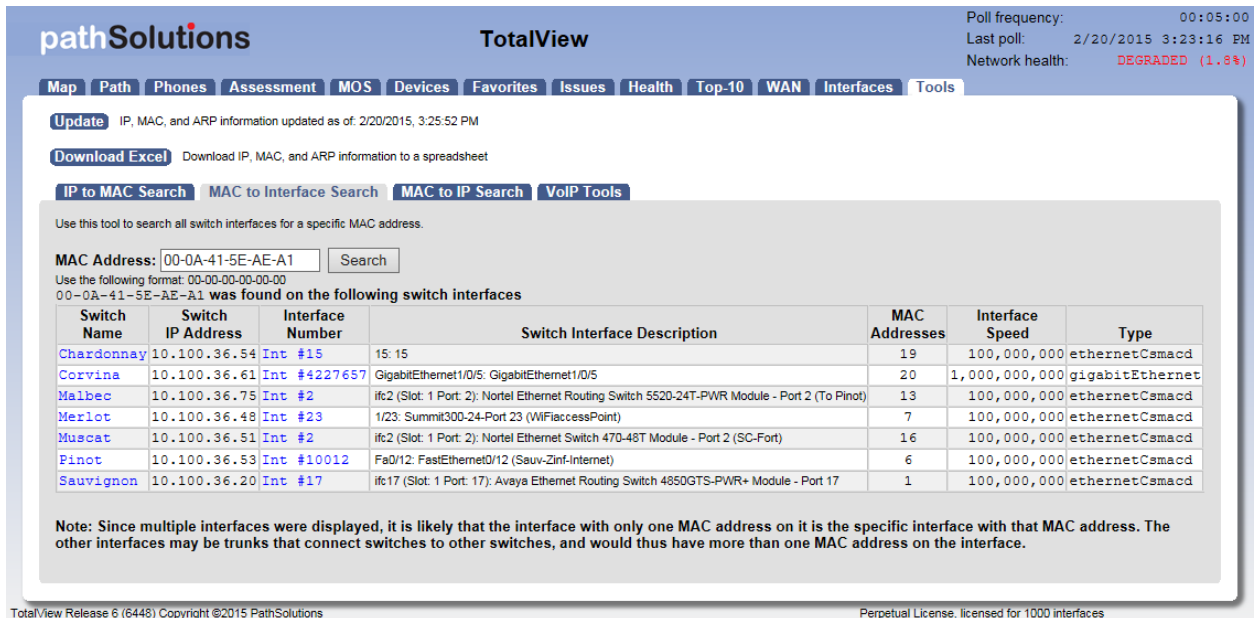 pathSolutions
TotalView
Poll frequency: 00:05:00
Last poll: 2/20/2015 3:23:16 PM
Network health: DEGRADED (1.8%)
Map Path Phones Assessment MOS Devices Favorites Issues Health Top-10 WAN Interfaces Tools
Update IP, MAC, and ARP information updated as of: 2/20/2015, 3:25:52 PM
Download Excel Download IP, MAC, and ARP information to a spreadsheet
IP to MAC Search MAC to Interface Search MAC to IP Search VoIP Tools
Use this tool to search all switch interfaces for a specific MAC address.
MAC Address: 00-0A-41-5E-AE-A1 Search
Use the following format: 00-00-00-00-00-00
00-0A-41-5E-AE-A1 was found on the following switch interfaces
Switch Name Switch IP Address Interface Number Switch Interface Description MAC Addresses Interface Speed Type
Chardonnay 10.100.36.54 Int #15 15: 15 19 100,000,000 ethernetCsmacd
Corvina 10.100.36.61 Int #4227657 GigabitEthernet1/0/5: GigabitEthernet1/0/5 20 1,000,000,000 gigabitEthernet
Malbec 10.100.36.75 Int #2 ifc2 (Slot: 1 Port: 2): Nortel Ethernet Routing Switch 5520-24T-PWR Module - Port 2 (To Pinot) 13 100,000,000 ethernetCsmacd
Merlot 10.100.36.48 Int #23 1/23: Summit300-24-Port 23 (WiFiaccessPoint) 7 100,000,000 ethernetCsmacd
Muscat 10.100.36.51 Int #2 ifc2 (Slot: 1 Port: 2): Nortel Ethernet Switch 470-48T Module - Port 2 (SC-Fort) 16 100,000,000 ethernetCsmacd
Pinot 10.100.36.53 Int #10012 Fa0/12: FastEthernet0/12 (Sauv-Zinf-Internet) 6 100,000,000 ethernetCsmacd
Sauvignon 10.100.36.20 Int #17 ifc17 (Slot: 1 Port: 17): Avaya Ethernet Routing Switch 4850GTS-PWR+ Module - Port 17 1 100,000,000 ethernetCsmacd
Note: Since multiple interfaces were displayed, it is likely that the interface with only one MAC address on it is the specific interface with that MAC address. The
other interfaces may be trunks that connect switches to other switches, and would thus have more than one MAC address on the interface.
TotalView Release 6 (6448) Copyright ©2015 PathSolutions
Perpetual License, licensed for 1000 interfaces